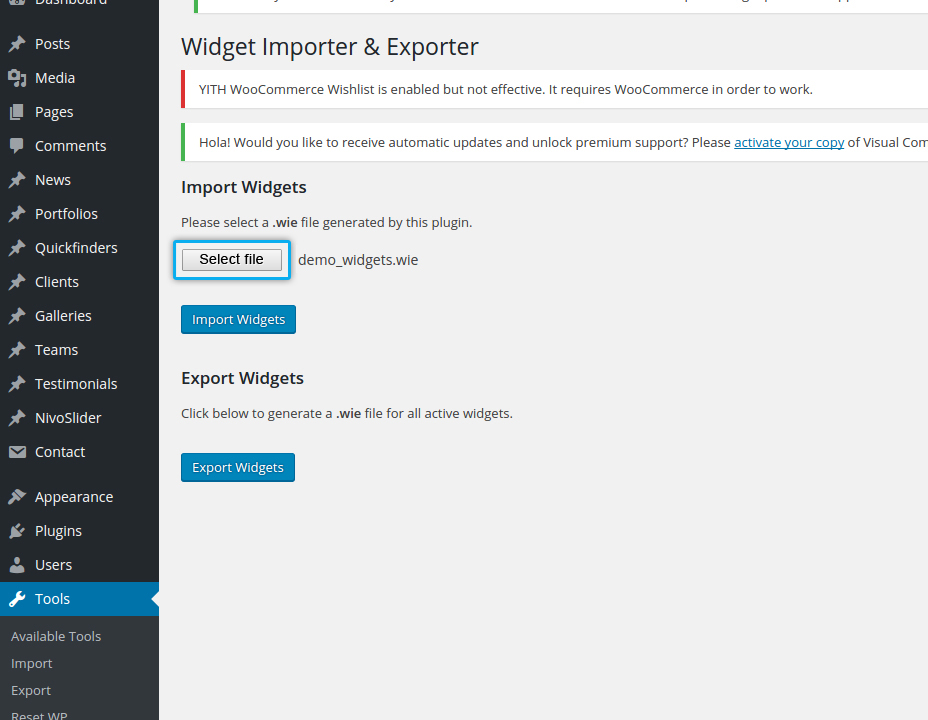 Dashboard
Posts
Media
Pages
Comments
News
Portfolios
Quickfinders
Clients
Galleries
Teams
Testimonials
NivoSlider
Contact
Appearance
Plugins
Users
Tools
Available Tools
Import
Export
Reset WP
Widget Importer & Exporter
YITH WooCommerce Wishlist is enabled but not effective. It requires WooCommerce in order to work.
Hola! Would you like to receive automatic updates and unlock premium support? Please activate your copy of Visual Com
Import Widgets
Please select a .wie file generated by this plugin.
Select file demo_widgets.wie
Import Widgets
Export Widgets
Click below to generate a .wie file for all active widgets.
Export Widgets